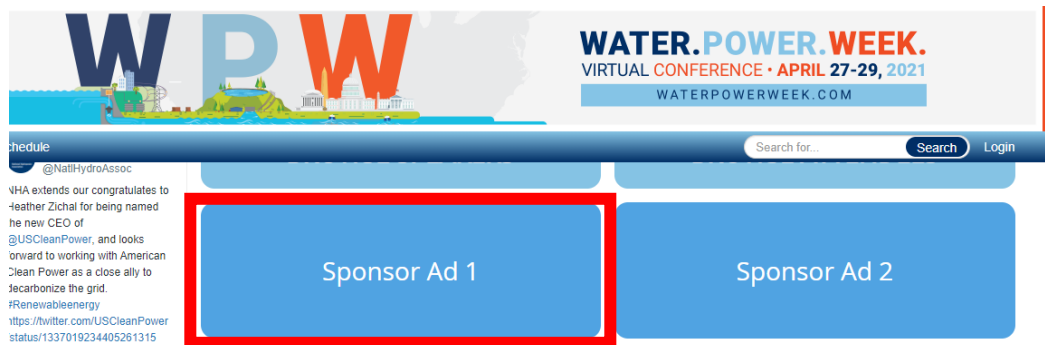 WPW
WATER.POWER.WEEK.
VIRTUAL CONFERENCE • APRIL 27-29, 2021
WATERPOWERWEEK.COM
chedule
Search for...
Search
Login
@NatlHydroAssoc
NHA extends our congratulates to
Heather Zichal for being named
he new CEO of
@USCleanPower, and looks
forward to working with American
Clean Power as a close ally to
decarbonize the grid.
#Renewableenergy
https://twitter.com/USCleanPower
/status/1337019234405261315
Sponsor Ad 1
Sponsor Ad 2